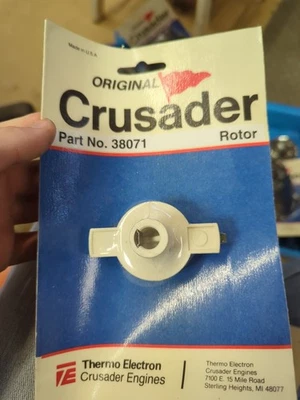 Made in U.S.A.
ORIGINAL
Crusader
Part No. 38071
Rotor
Thermo Electron
Crusader Engines
Thermo Electron
Crusader Engines
7100 E. 15 Mile Road
Sterling Heights, MI 48077